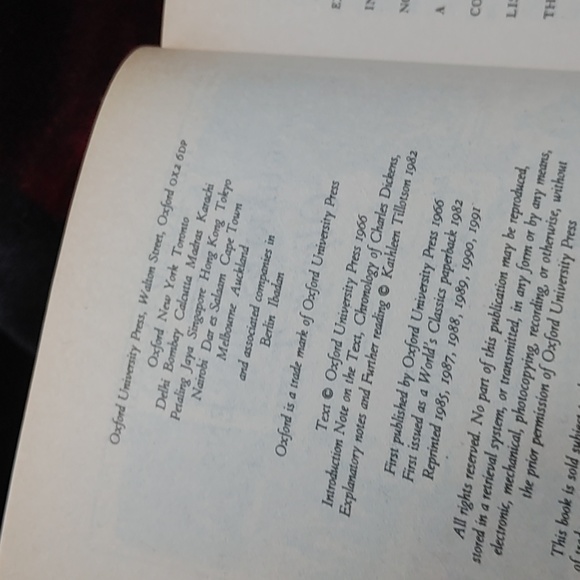 Oxford University Press, Walton Street, Oxford OX2 6DP
Oxford New York Toronto
Delhi Bombay Calcutta Madras Karachi
Petaling Jaya Singapore Hong Kong Tokyo
Nairobi Dar es Salaam Cape Town
Melbourne Auckland
and associated companies in
Berlin Ibadan
Oxford is a trade mark of Oxford University Press
Text © Oxford University Press 1966
Introduction Note on the Text, Chronology of Charles Dickens,
Explanatory notes and Further reading © Kathleen Tillotson 1982
First published by Oxford University Press 1966
First issued as a World's Classics paperback 1982
Reprinted 1985, 1987, 1988, 1989, 1990, 1991
All rights reserved. No part of this publication may be reproduced,
stored in a retrieval system, or transmitted, in any form or by any means,
electronic, mechanical, photocopying, recording, or otherwise, without
the prior permission of Oxford University Press
This book is sold
A